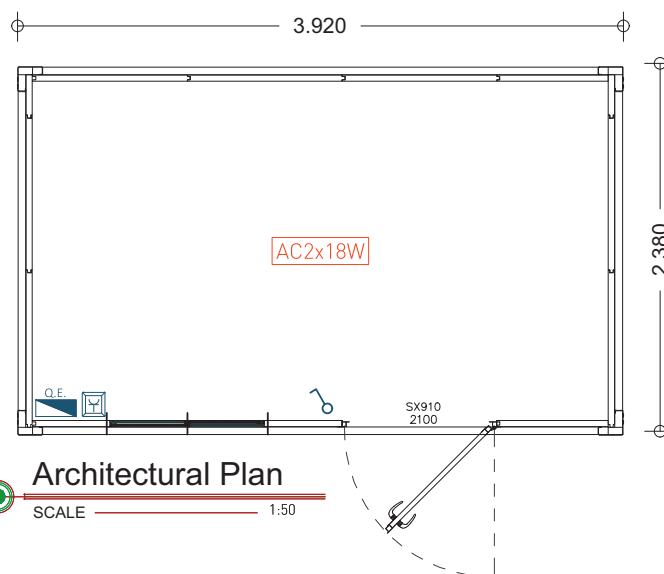 3.920
2.380
AC2x18W
Q.E.
SX910
2100
Architectural Plan
SCALE 1:50